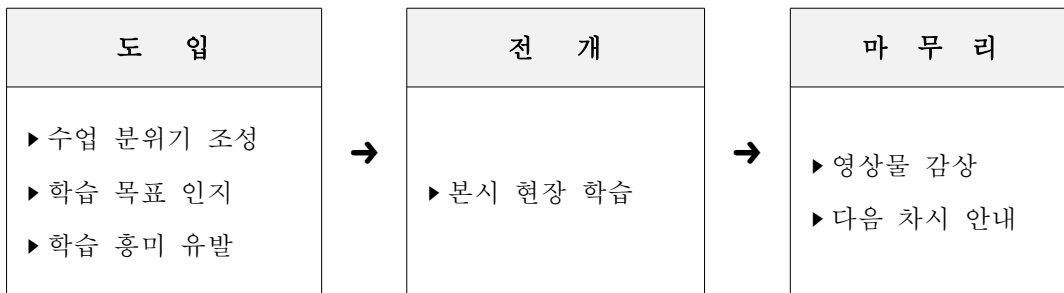 도 입
▶수업 분위기 조성
▶학습 목표 인지
▶학습 흥미 유발
➜
전 개
▶본시 현장 학습
➜
마 무 리
▶영상물 감상
▶다음 차시 안내